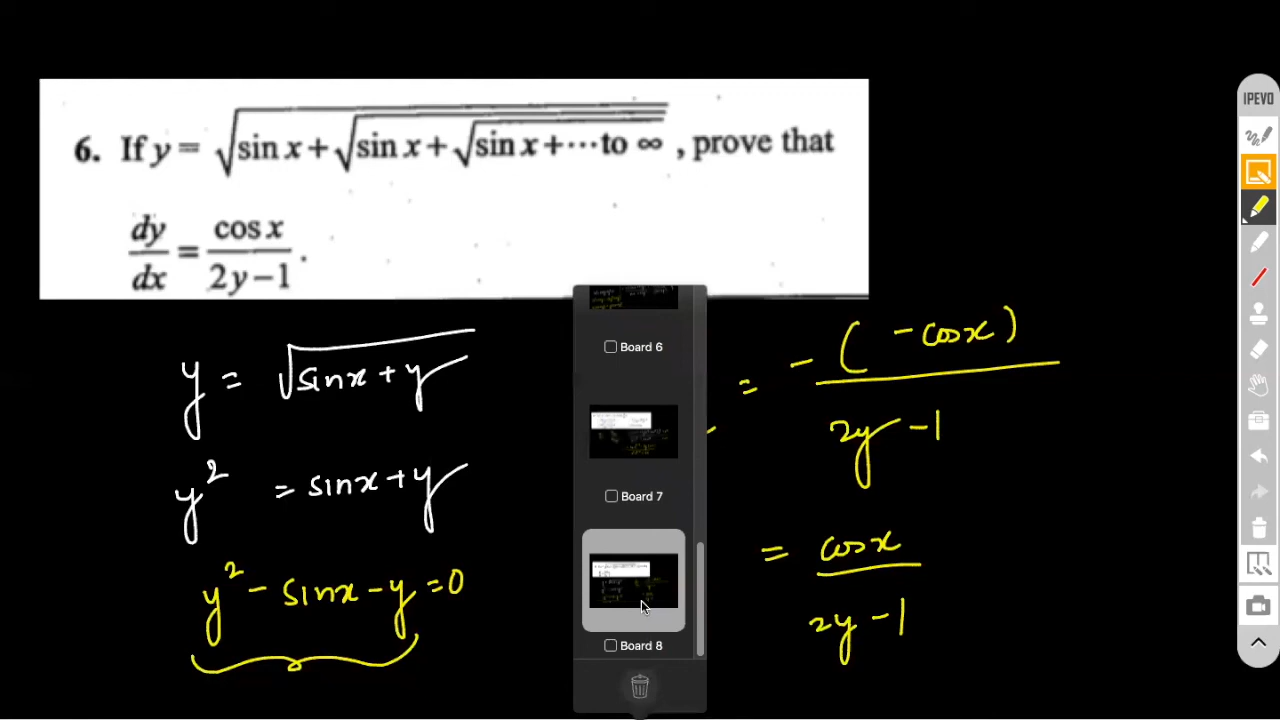 IPEVO
6. If y = √(sin x + √(sin x + √(sin x + ⋯ to ∞))) , prove that
dy/dx = cos x/(2y−1) .
y = √(sinx + y)
y² = sinx + y
y² − sinx − y = 0
Board 6
Board 7
Board 8
= −(−cosx)/(2y −1)
= cosx/(2y −1)